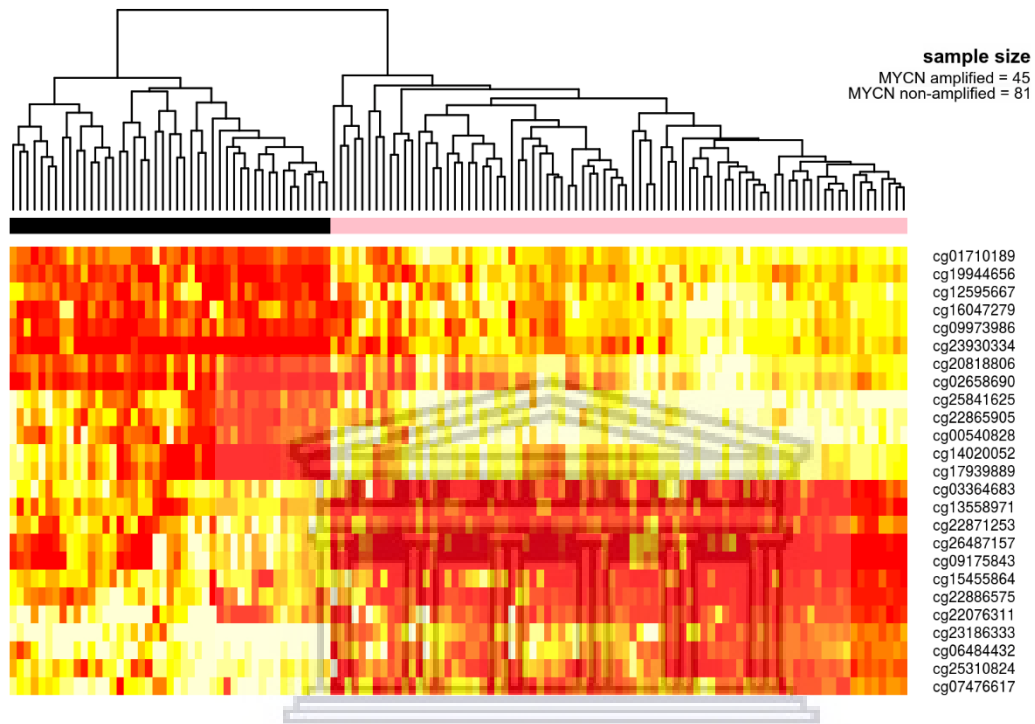 sample size
MYCN amplified = 45
MYCN non-amplified = 81
cg01710189
cg19944656
cg12595667
cg16047279
cg09973986
cg23930334
cg20818806
cg02658690
cg25841625
cg22865905
cg00540828
cg14020052
cg17939889
cg03364683
cg13558971
cg22871253
cg26487157
cg09175843
cg15455864
cg22886575
cg22076311
cg23186333
cg06484432
cg25310824
cg07476617